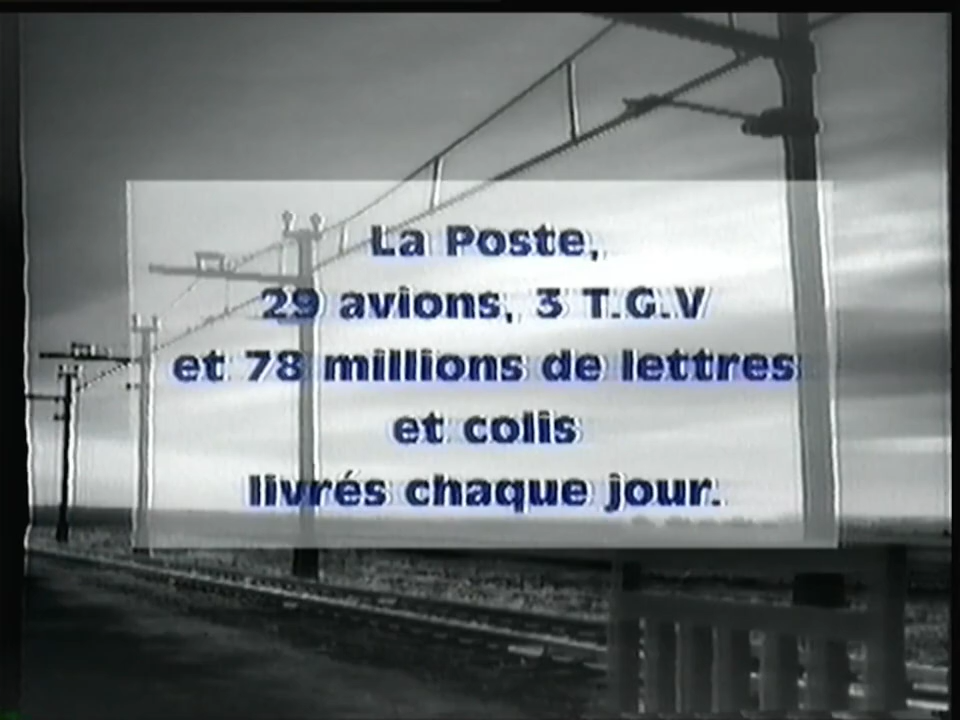 La Poste,
29 avions, 3 T.G.V
et 78 millions de lettres
et colis
livrés chaque jour.